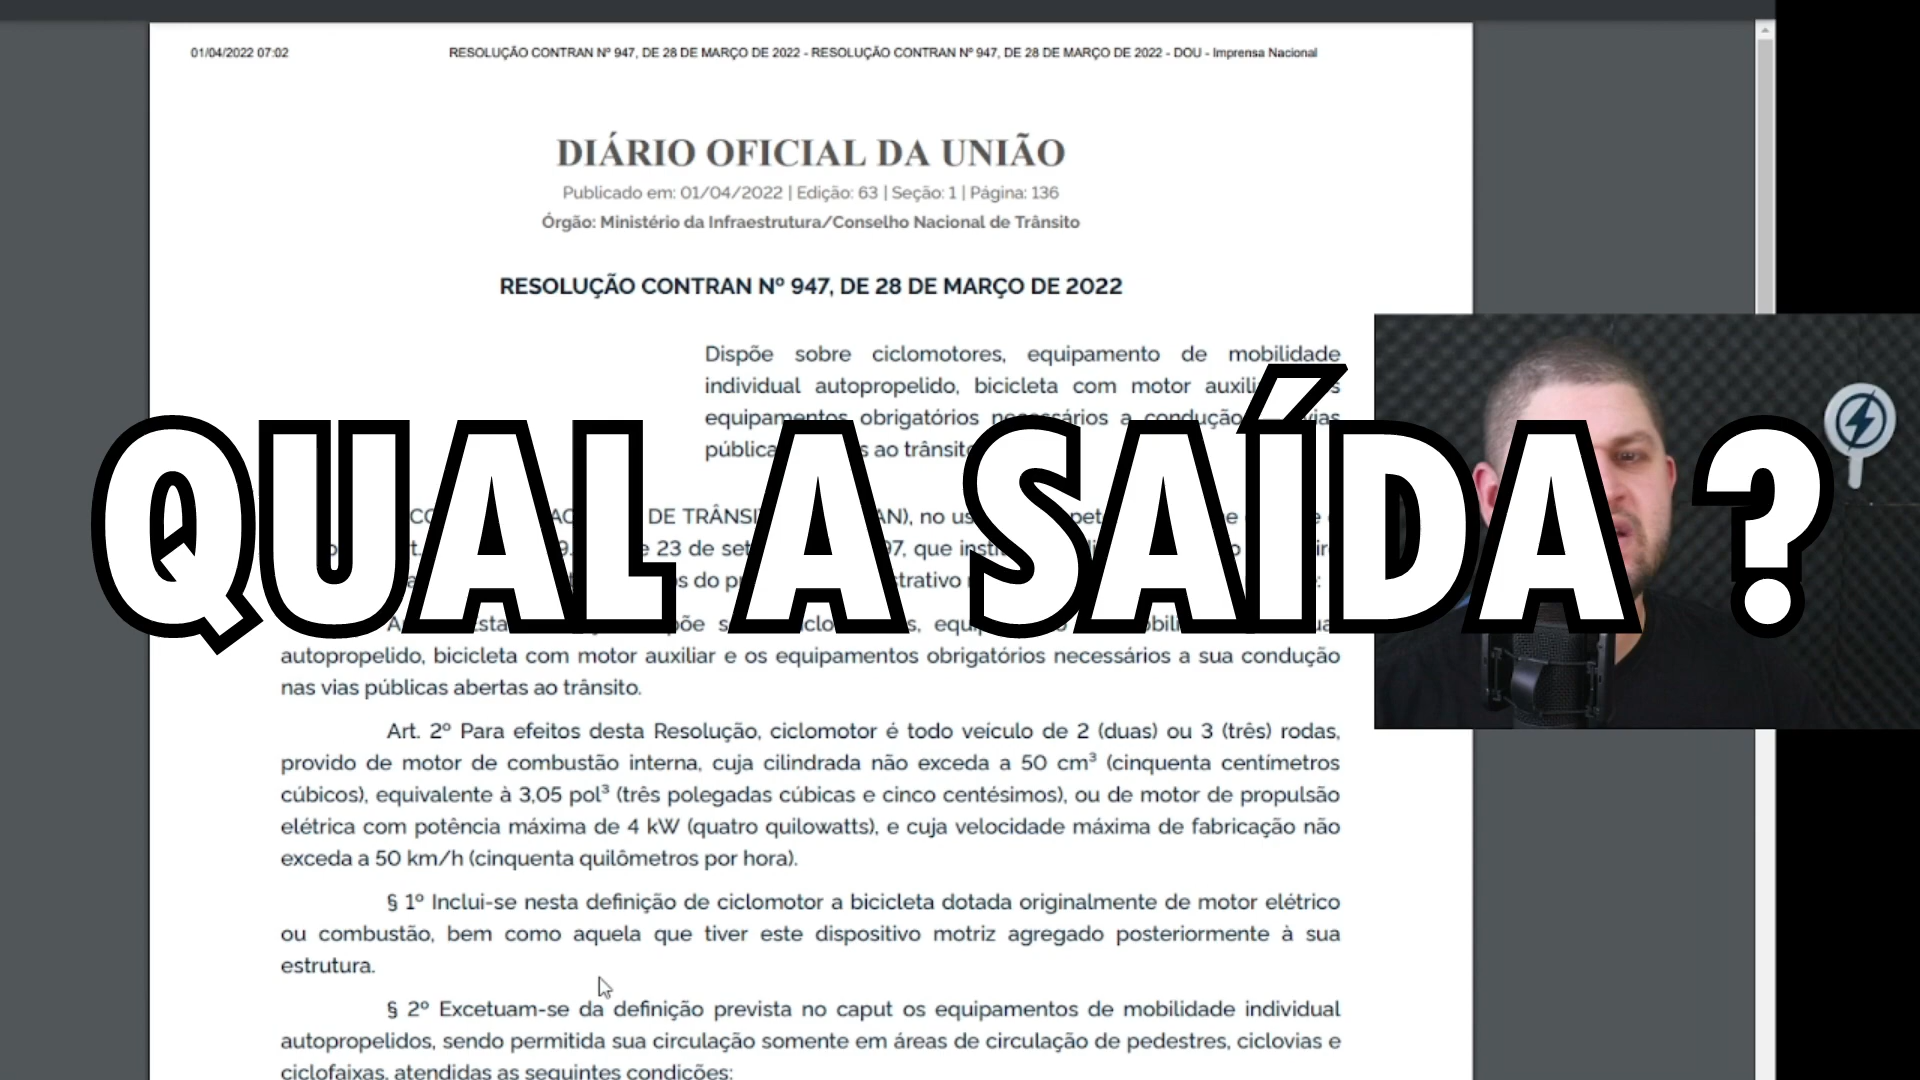 01/04/2022 07:02 RESOLUÇÃO CONTRAN Nº 947, DE 28 DE MARÇO DE 2022 - RESOLUÇÃO CONTRAN Nº 947, DE 28 DE MARÇO DE 2022 - DOU - Imprensa Nacional
DIÁRIO OFICIAL DA UNIÃO
Publicado em: 01/04/2022 | Edição: 63 | Seção: 1 | Página: 136
Órgão: Ministério da Infraestrutura/Conselho Nacional de Trânsito
RESOLUÇÃO CONTRAN Nº 947, DE 28 DE MARÇO DE 2022
Dispõe sobre ciclomotores, equipamento de mobilidade
individual autopropelido, bicicleta com motor
equipamentos obrigatórios necessários a condução vias
ao trânsito
QUAL A SAÍDA ?
DE no
23 de que
do
autopropelido, bicicleta com motor auxiliar e os equipamentos obrigatórios necessários a sua condução
nas vias públicas abertas ao trânsito.
Art. 2º Para efeitos desta Resolução, ciclomotor é todo veículo de 2 (duas) ou 3 (três) rodas,
provido de motor de combustão interna, cuja cilindrada não exceda a 50 cm³ (cinquenta centímetros
cúbicos), equivalente à 3,05 pol³ (três polegadas cúbicas e cinco centésimos), ou de motor de propulsão
elétrica com potência máxima de 4 kW (quatro quilowatts), e cuja velocidade máxima de fabricação não
exceda a 50 km/h (cinquenta quilômetros por hora).
§ 1º Inclui-se nesta definição de ciclomotor a bicicleta dotada originalmente de motor elétrico
ou combustão, bem como aquela que tiver este dispositivo motriz agregado posteriormente à sua
estrutura.
§ 2º Excetuam-se da definição prevista no caput os equipamentos de mobilidade individual
autopropelidos, sendo permitida sua circulação somente em áreas de circulação de pedestres, ciclovias e
ciclofaixas, atendidas as seguintes condições: